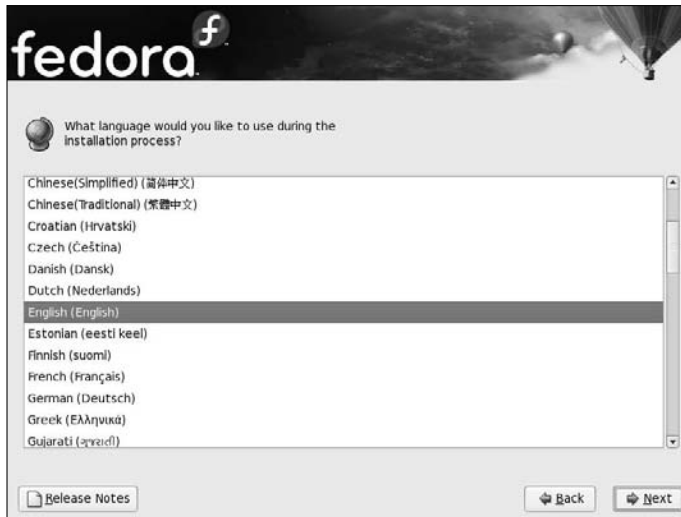 fedora
What language would you like to use during the
installation process?
Chinese(Simplified) (简体中文)
Chinese(Traditional) (繁體中文)
Croatian (Hrvatski)
Czech (Čeština)
Danish (Dansk)
Dutch (Nederlands)
English (English)
Estonian (eesti keel)
Finnish (suomi)
French (Français)
German (Deutsch)
Greek (Ελληνικά)
Gujarati (ગુજરાતી)
Release Notes
Back
Next